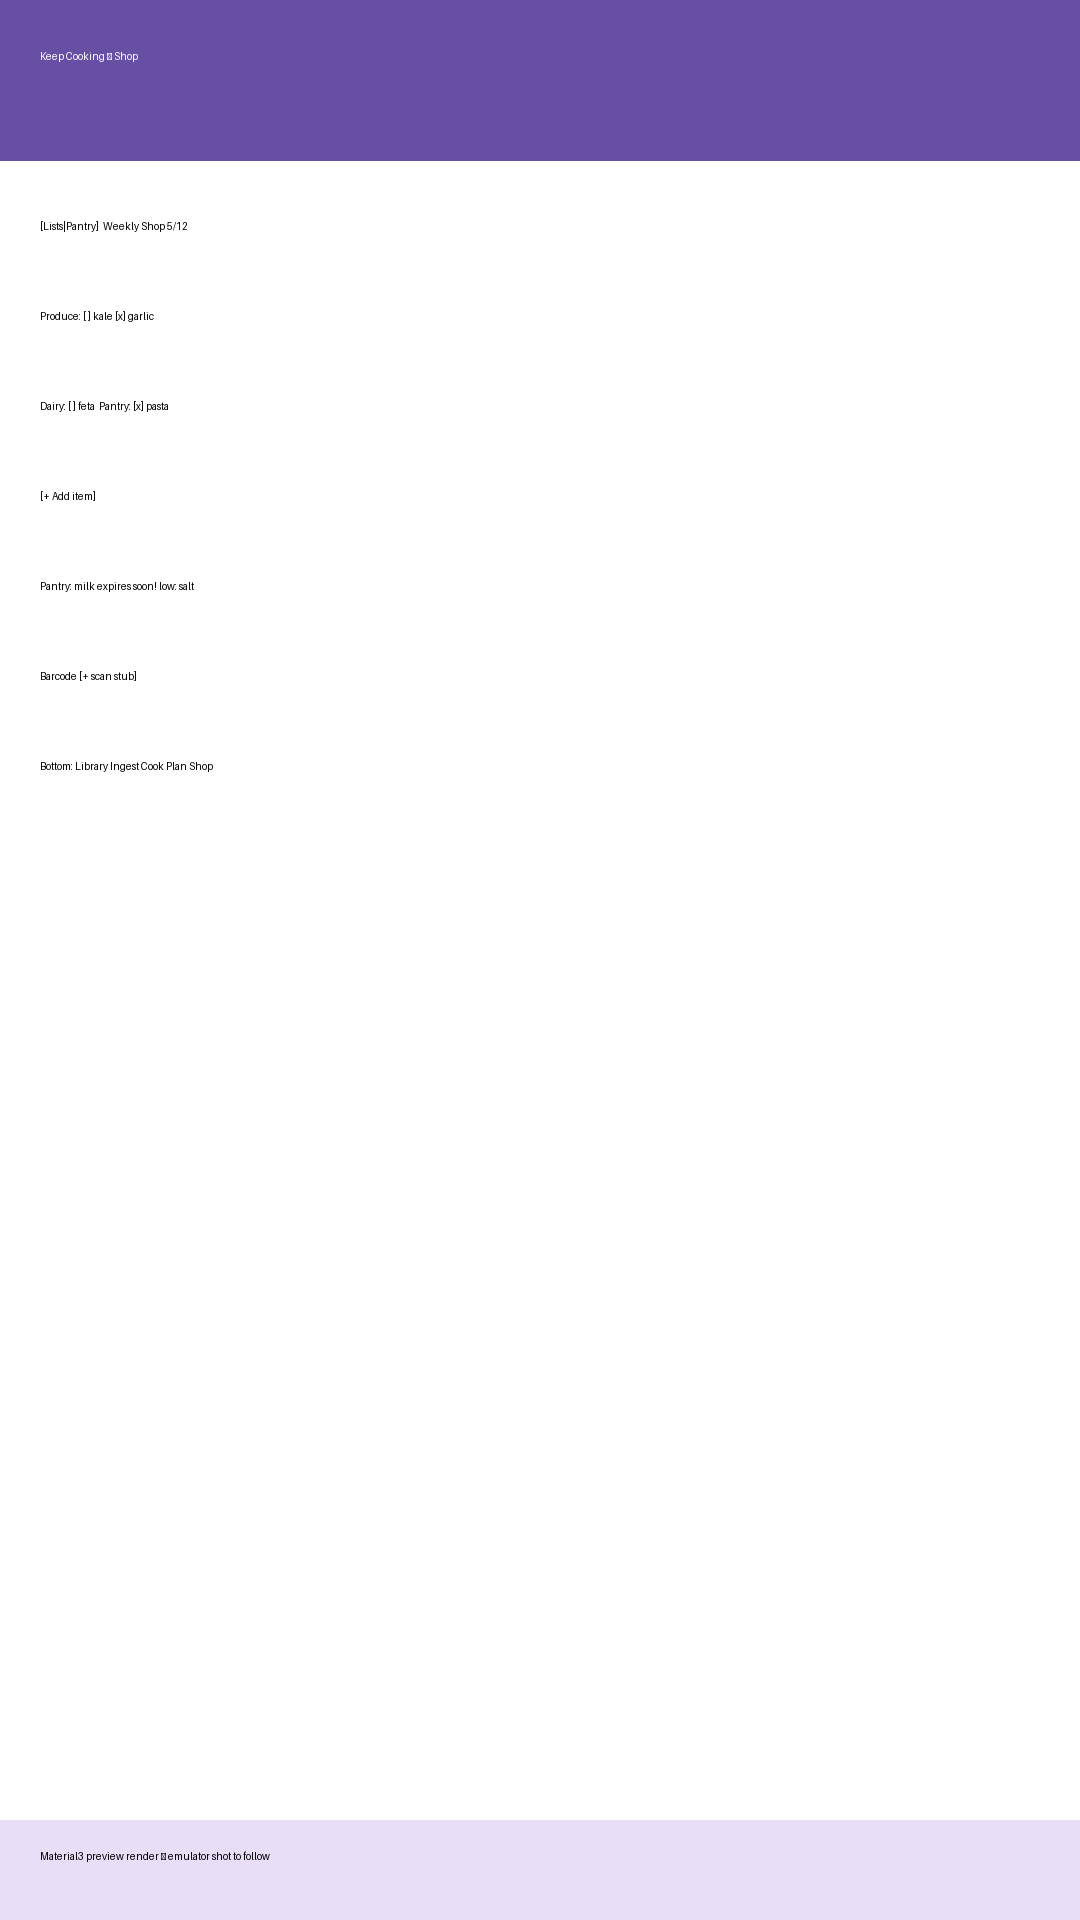 Keep Cooking ▯ Shop
[Lists|Pantry] Weekly Shop 5/12
Produce: [ ] kale [x] garlic
Dairy: [ ] feta Pantry: [x] pasta
[+ Add item]
Pantry: milk expires soon! low: salt
Barcode [+ scan stub]
Bottom: Library Ingest Cook Plan Shop
Material3 preview render ▯ emulator shot to follow